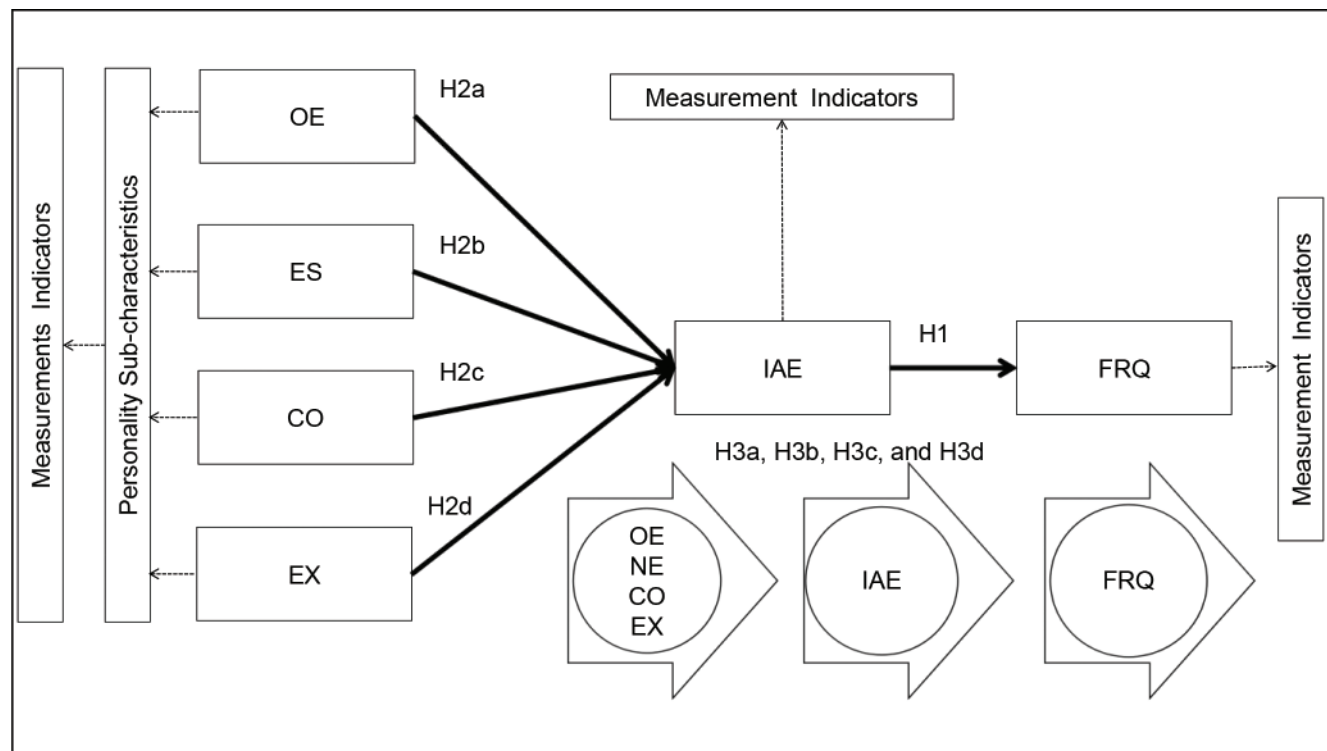 Measurements Indicators
Personality Sub-characteristics
OE
H2a
ES
H2b
CO
H2c
EX
H2d
Measurement Indicators
IAE
H1
FRQ
Measurement Indicators
H3a, H3b, H3c, and H3d
OE
NE
CO
EX
IAE
FRQ